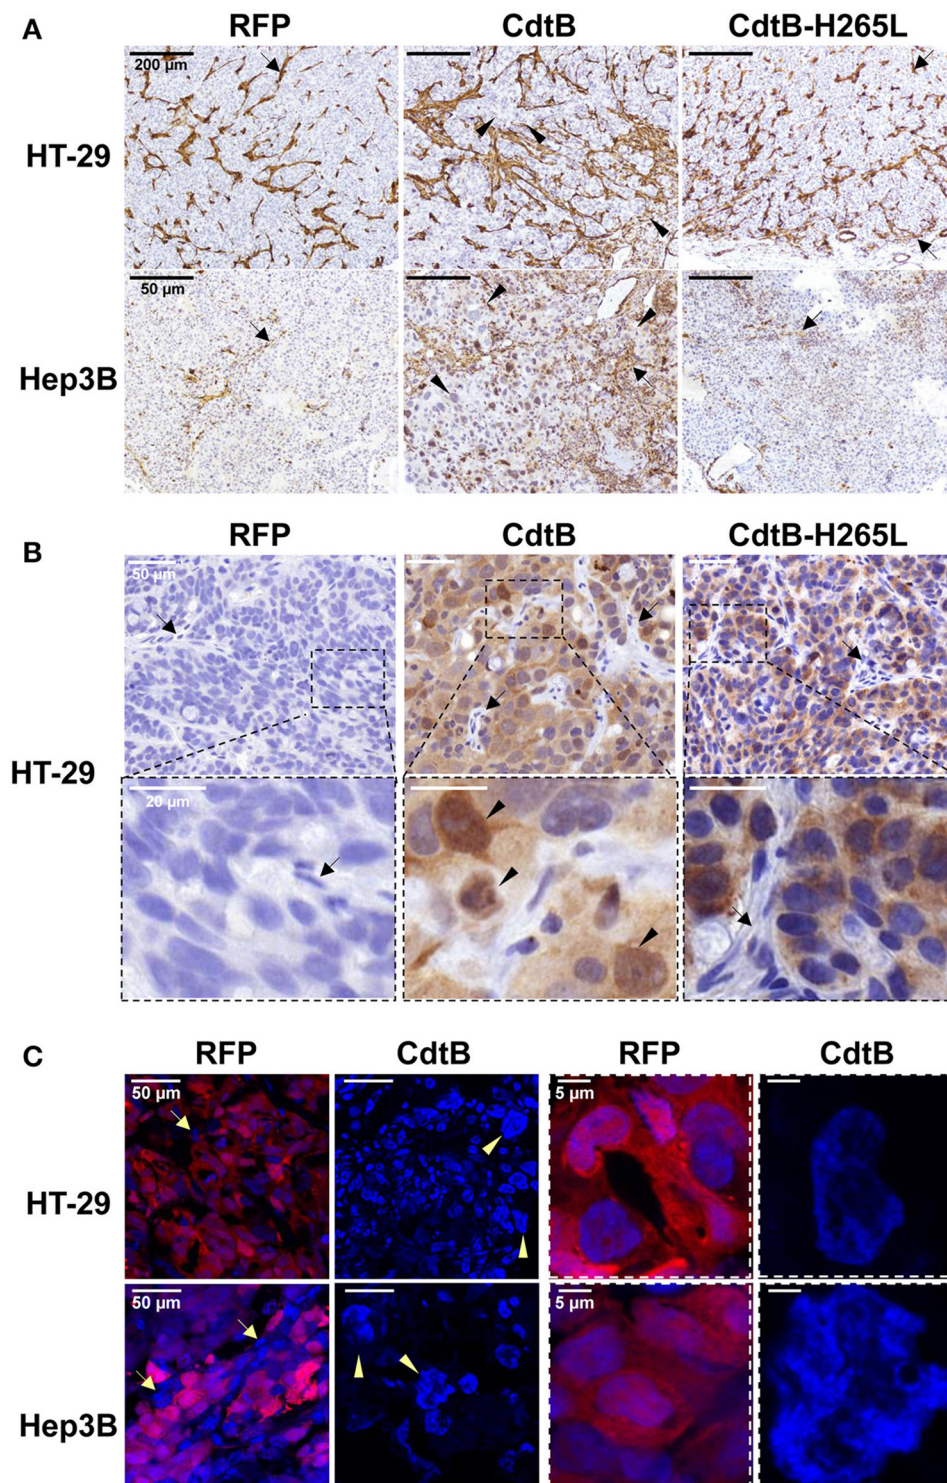 A
RFP CdtB CdtB-H265L
HT-29
200 µm
Hep3B
50 µm
B
RFP CdtB CdtB-H265L
50 µm
HT-29
20 µm
C
RFP CdtB RFP CdtB
HT-29
50 µm 5 µm
Hep3B
50 µm 5 µm